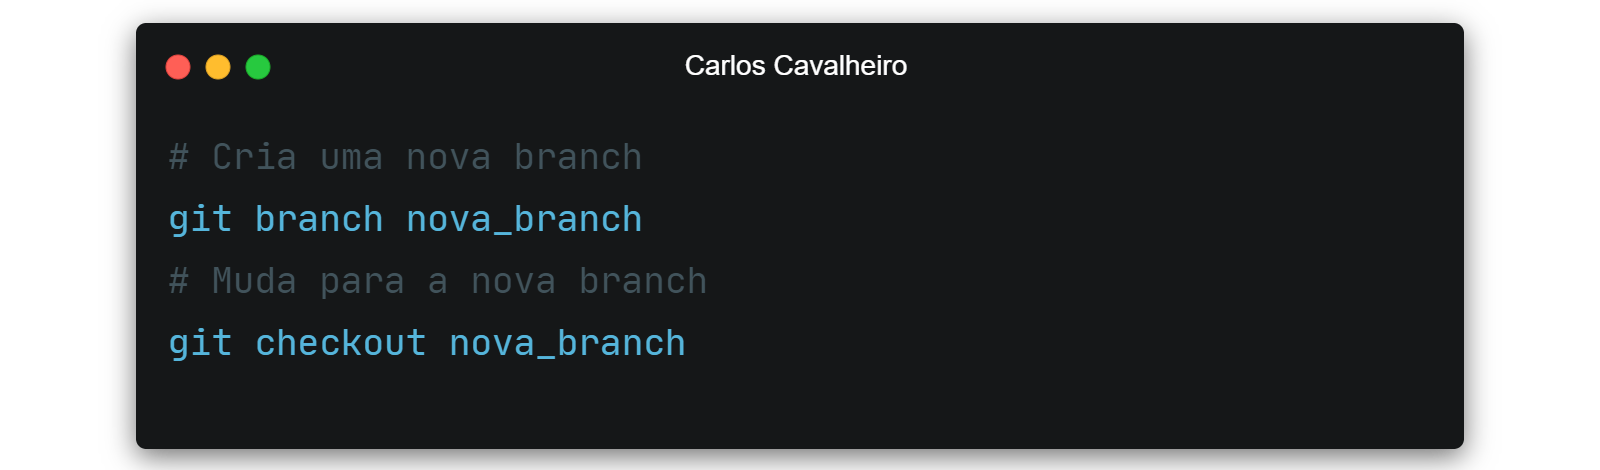 Carlos Cavalheiro
# Cria uma nova branch
git branch nova_branch
# Muda para a nova branch
git checkout nova_branch